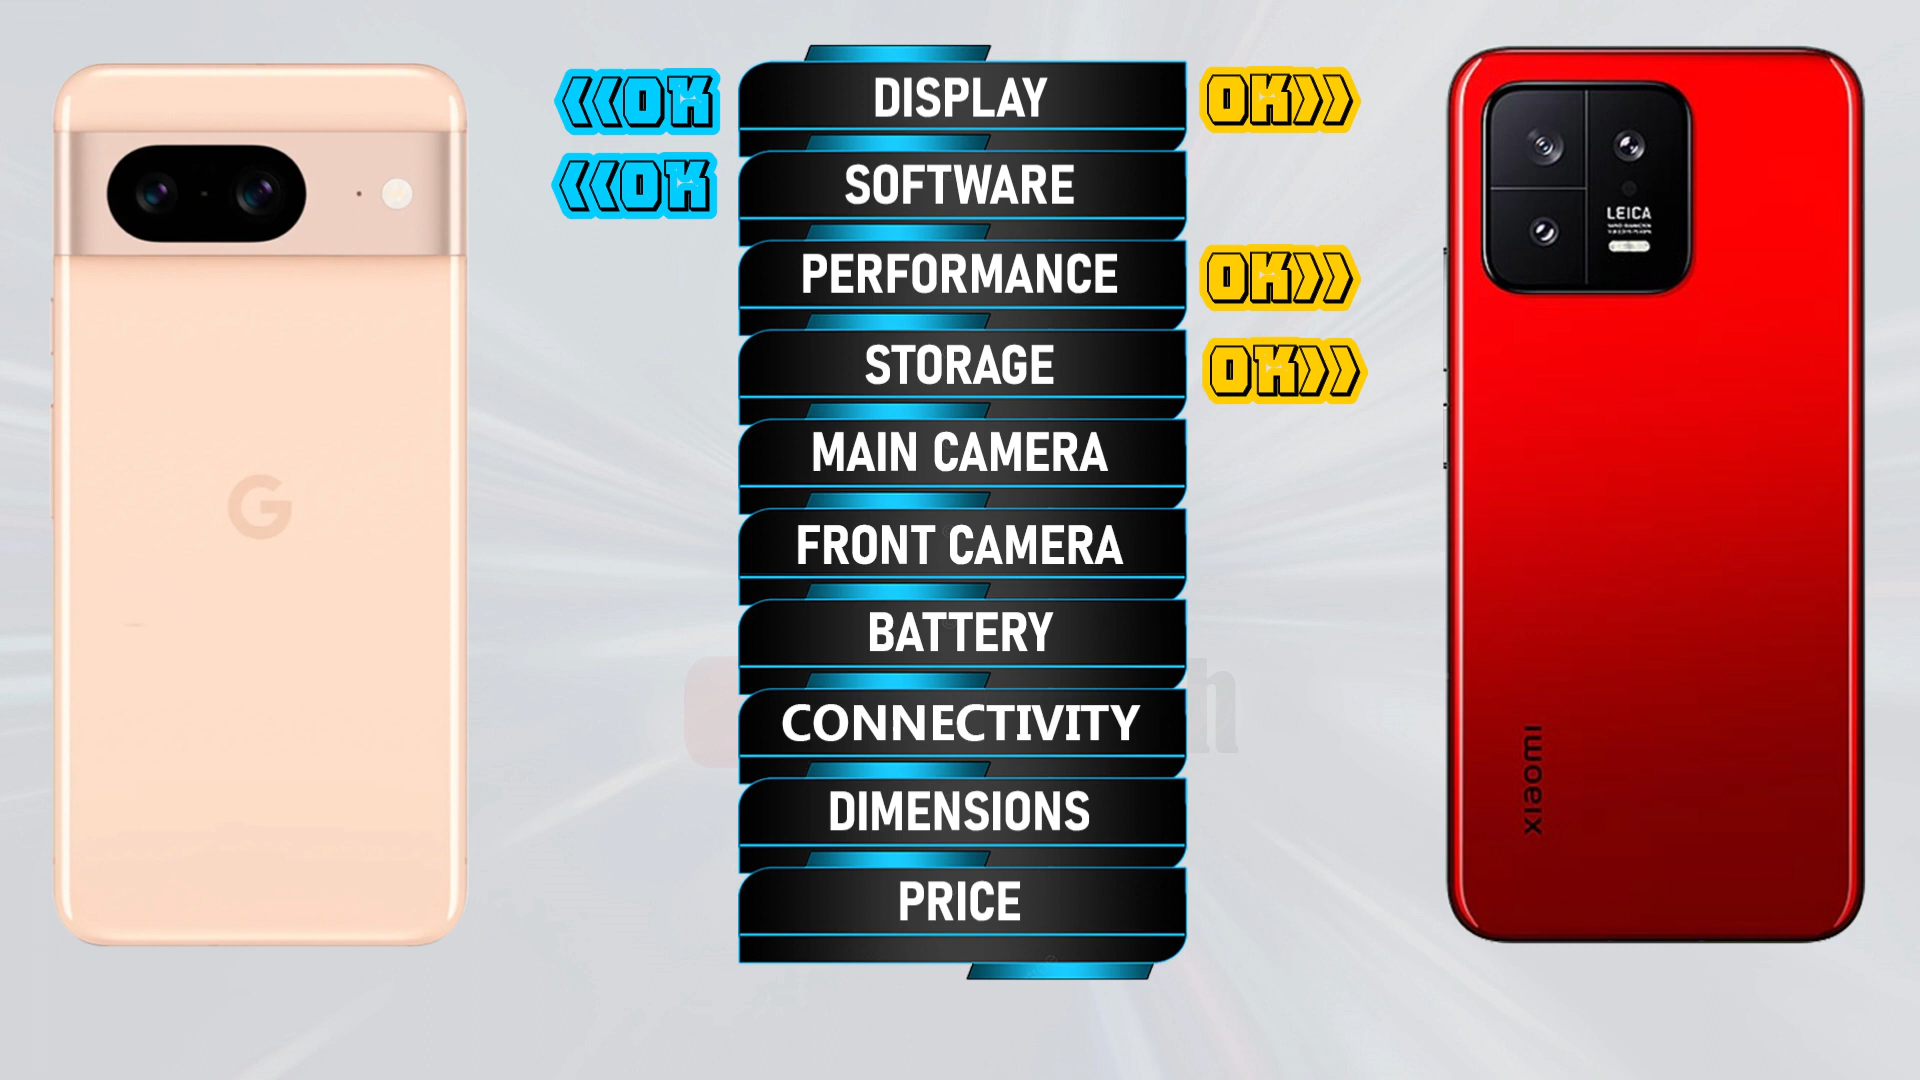 <<OK DISPLAY OK>>
<<OK SOFTWARE
PERFORMANCE OK>>
STORAGE OK>>
MAIN CAMERA
FRONT CAMERA
BATTERY
CONNECTIVITY
DIMENSIONS
PRICE
G
LEICA
xiaomi